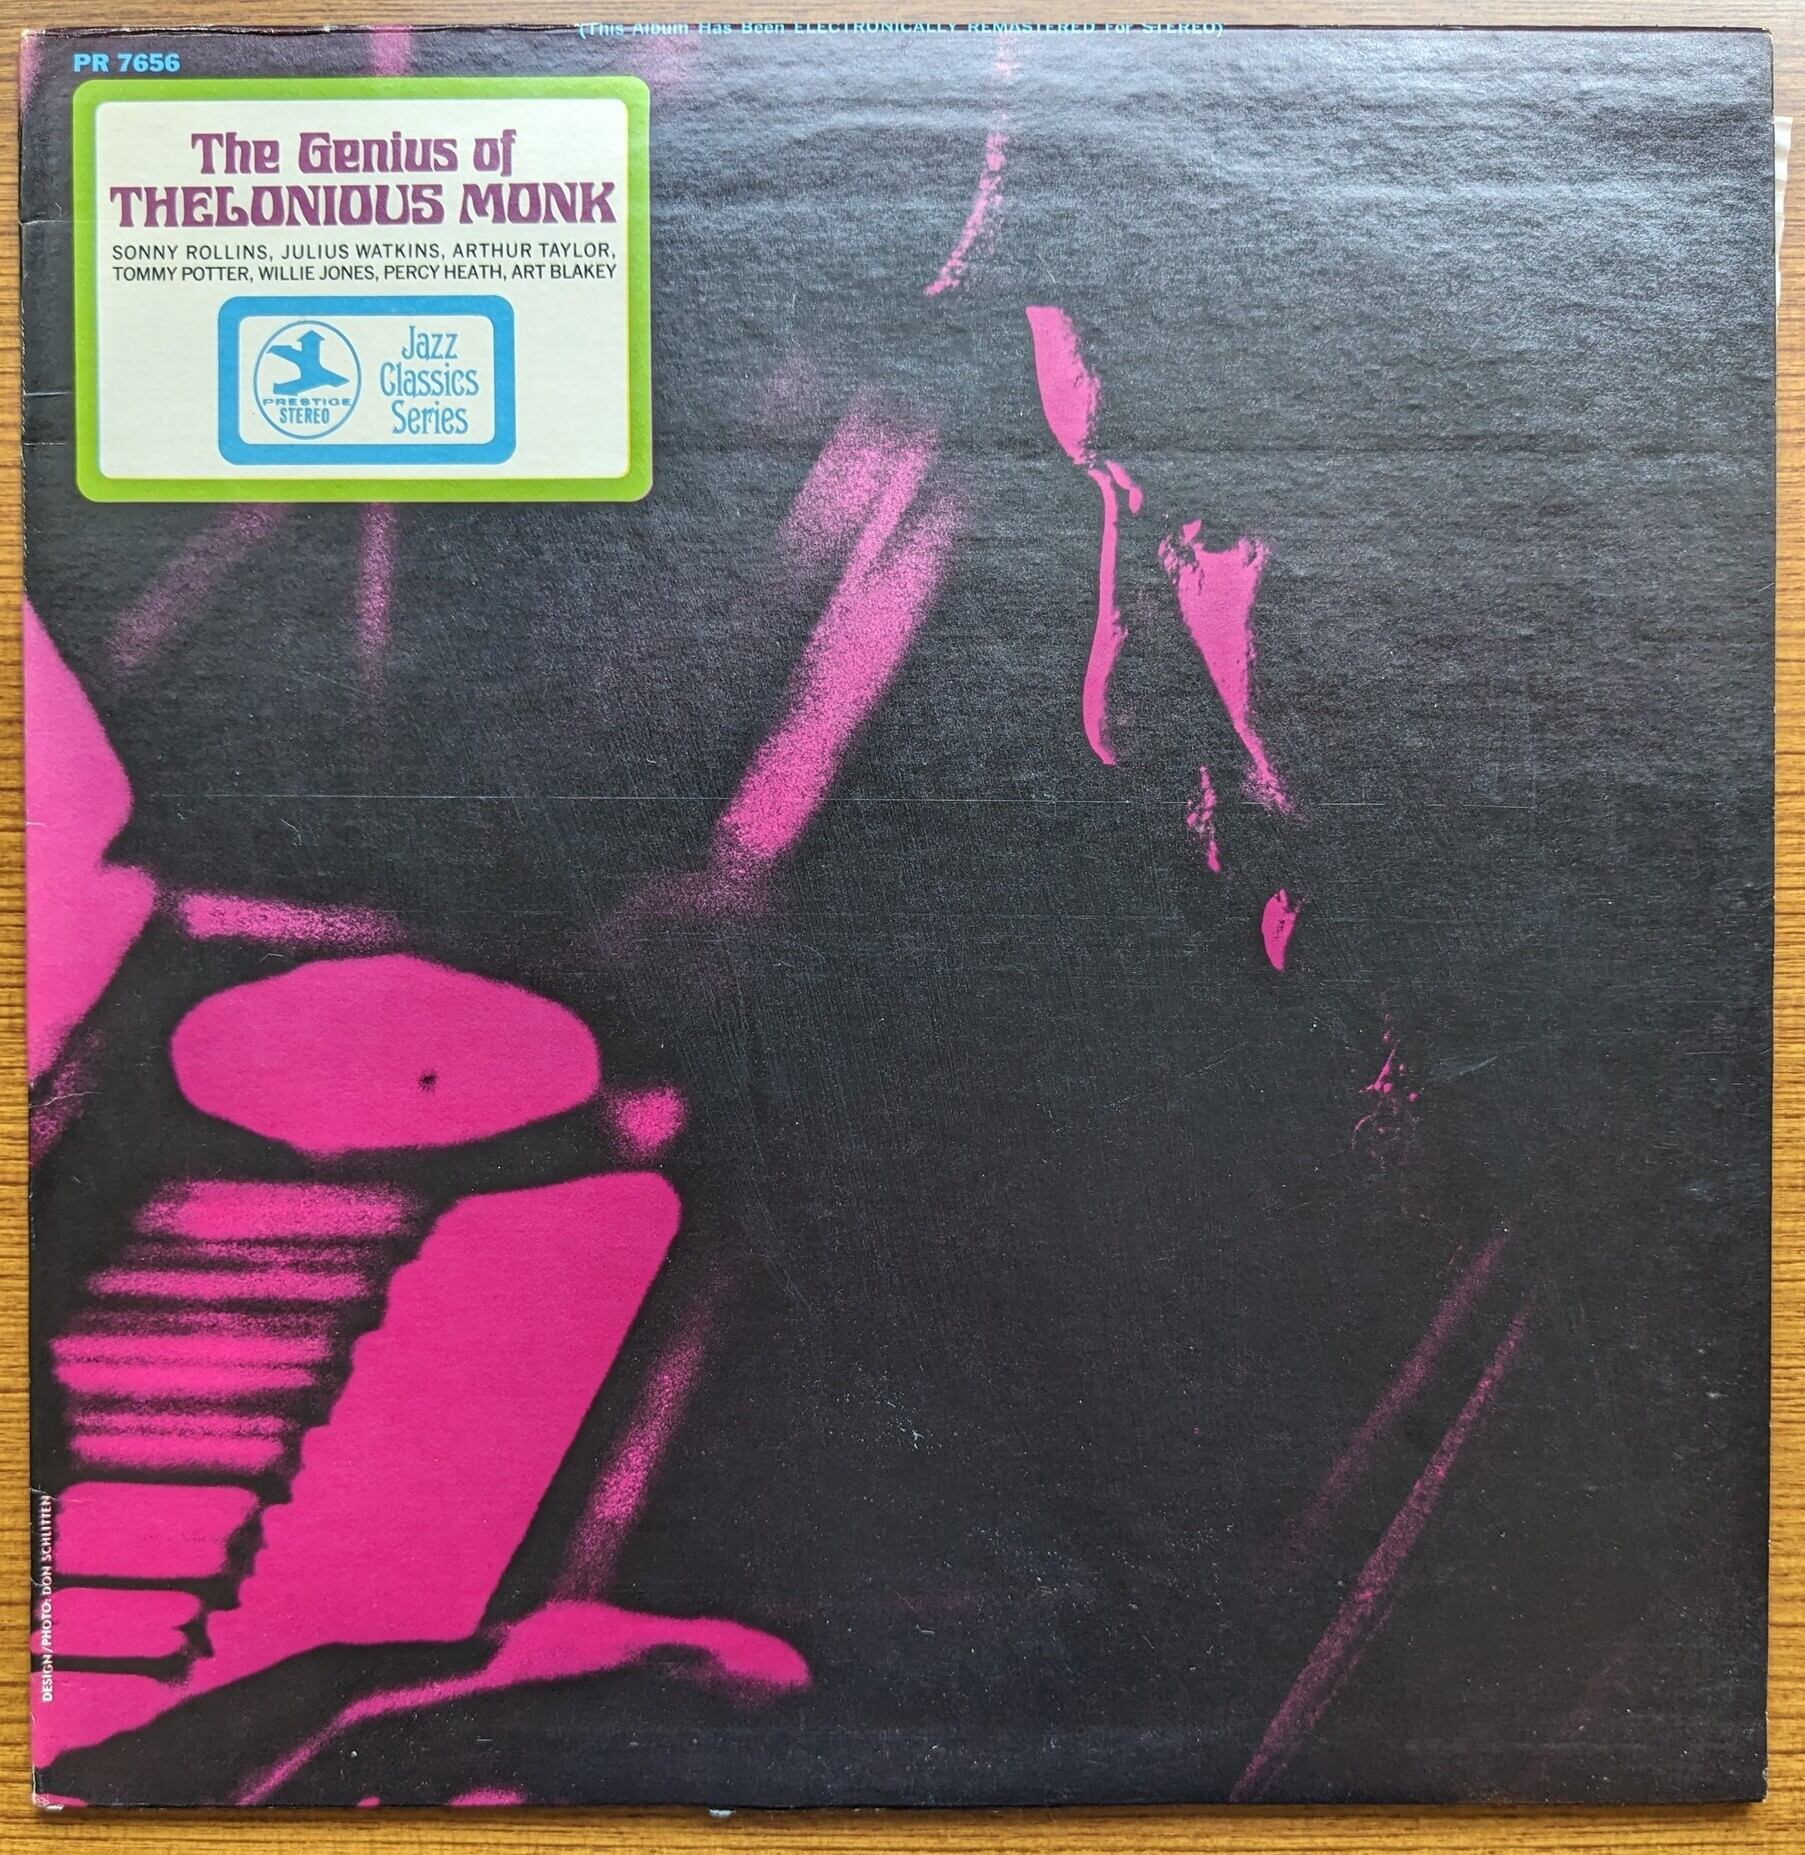 (This Album Has Been ELECTRONICALLY REMASTERED For STEREO)
PR 7656
The Genius of
THELONIOUS MONK
SONNY ROLLINS, JULIUS WATKINS, ARTHUR TAYLOR,
TOMMY POTTER, WILLIE JONES, PERCY HEATH, ART BLAKEY
PRESTIGE
STEREO
Jazz
Classics
Series
DESIGN/PHOTO: DON SCHLITTEN